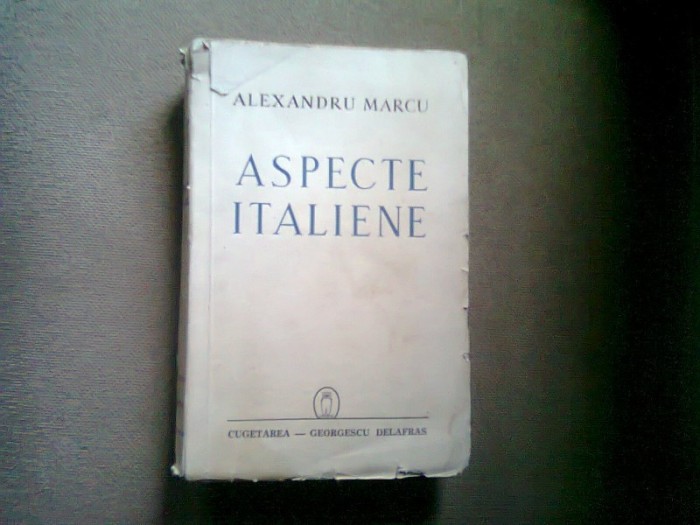 ALEXANDRU MARCU
ASPECTE
ITALIENE
CUGETAREA — GEORGESCU DELAFRAS